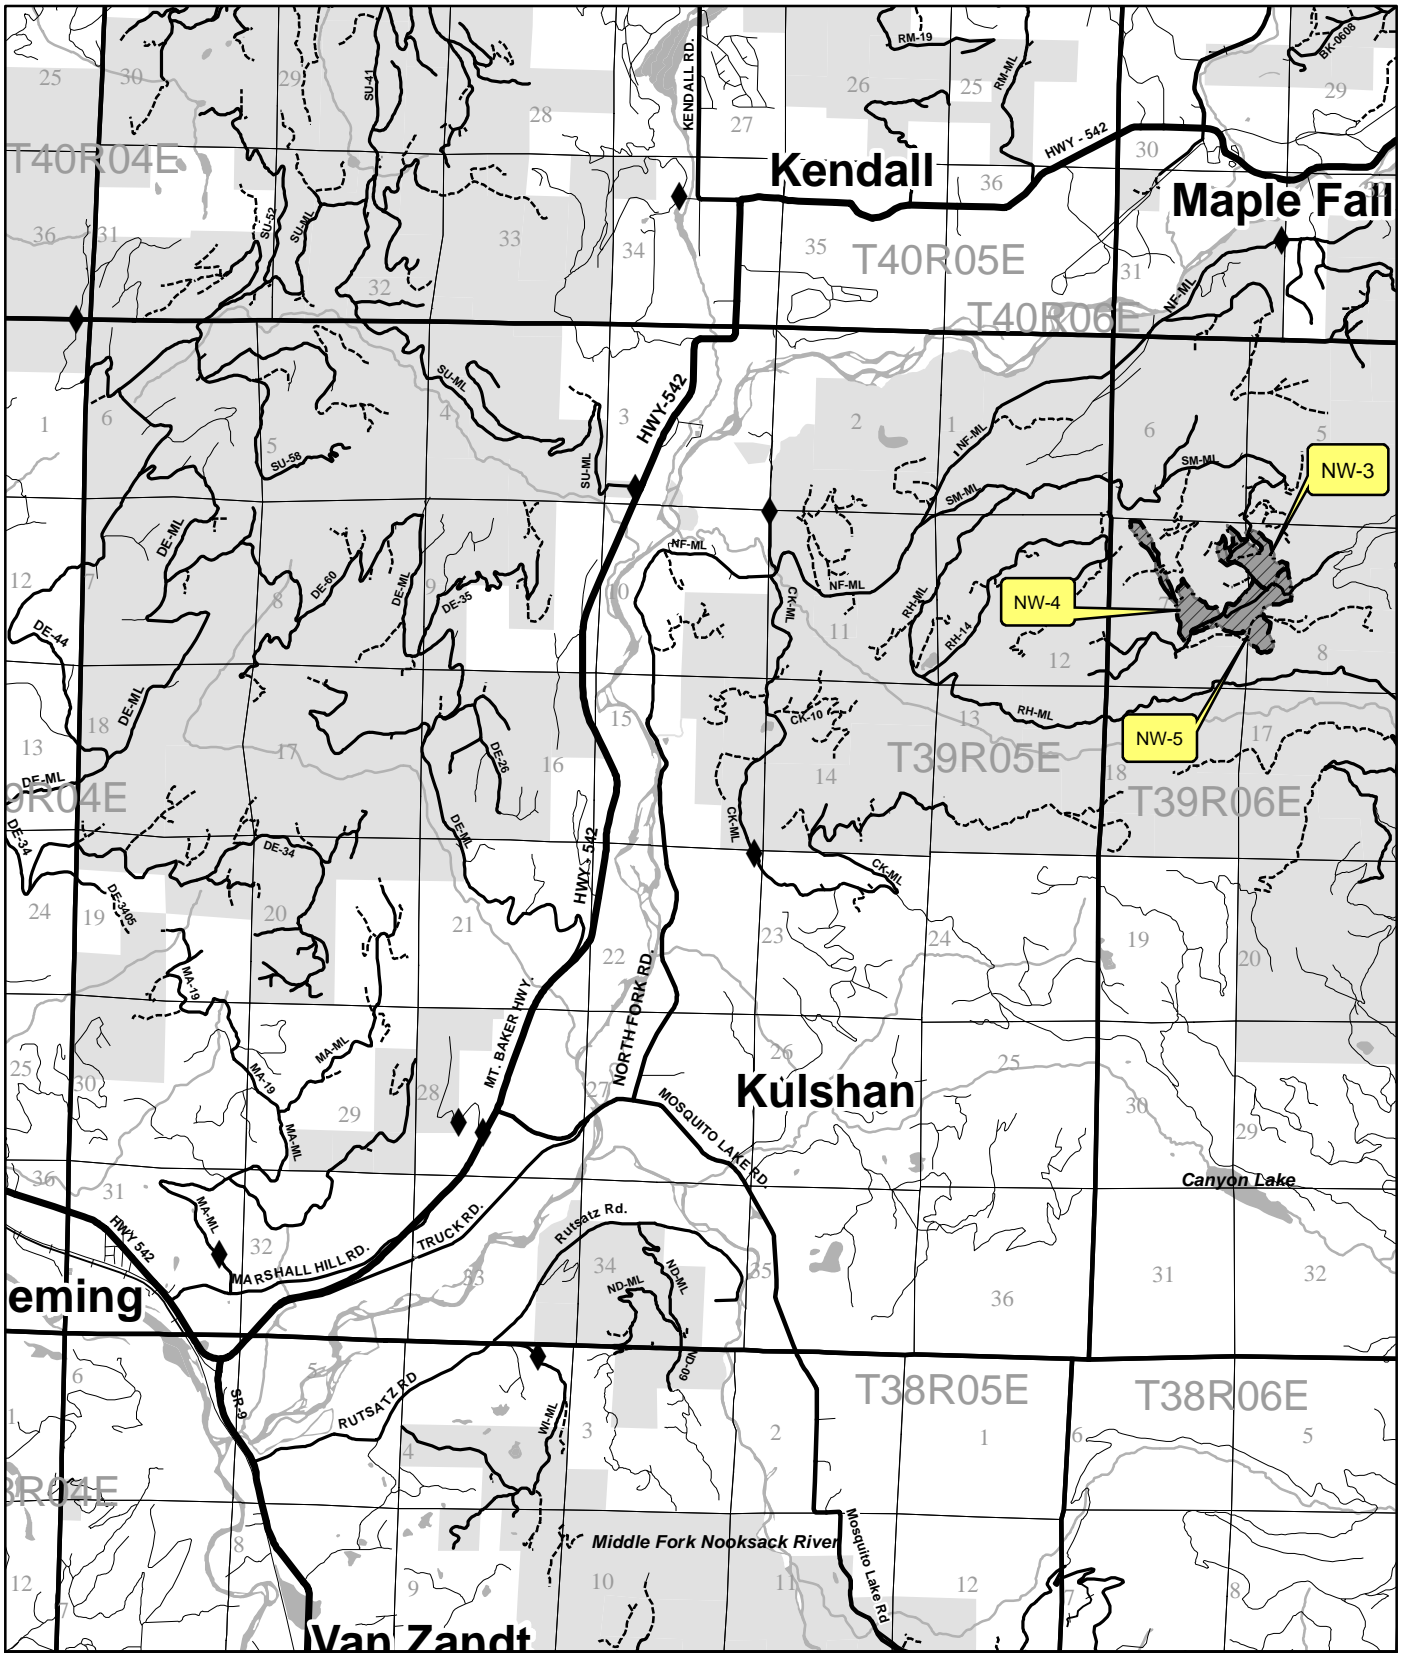 RM-19
BK-0608
25
30
29
SU-41
KENDALL RD.
26
25
RM-ML
29
28
27
HWY - 542
30
T40R04E
Kendall
36
Maple Fall
SU-52
SU-ML
36
31
33
34
35
T40R05E
31
32
NF-ML
T40R06E
SU-ML
HWY-542
1
6
4
3
2
1
6
5
5
NF-ML
SU-58
SU-ML
SM-ML
SM-ML
NW-3
DE-ML
NF-ML
12
7
8
DE-60
DE-ML
9
DE-35
10
CK-ML
NF-ML
RH-ML
NW-4
7
DE-44
11
RH-14
12
8
DE-ML
18
15
CK-10
13
RH-ML
NW-5
17
13
17
DE-26
16
14
T39R05E
18
DE-ML
9R04E
T39R06E
DE-34
DE-34
DE-ML
HWY - 542
CK-ML
CK-ML
24
19
DE-3405
20
21
22
23
24
19
20
MA-19
NORTH FORK RD.
MT. BAKER HWY.
MA-ML
26
25
25
30
MA-19
28
27
Kulshan
30
29
MOSQUITO LAKE RD.
29
MA-ML
36
31
Canyon Lake
MA-ML
HWY 542
32
MARSHALL HILL RD.
TRUCK RD.
Rutsatz Rd.
33
34
ND-ML
ND-ML
35
31
32
36
eming
6
5
ND-09
T38R05E
T38R06E
SR-9
RUTSATZ RD
WI-ML
1
4
3
2
1
6
5
8R04E
8
Middle Fork Nooksack River
Mosquito Lake Rd
12
7
9
10
11
12
7
8
Van Zandt